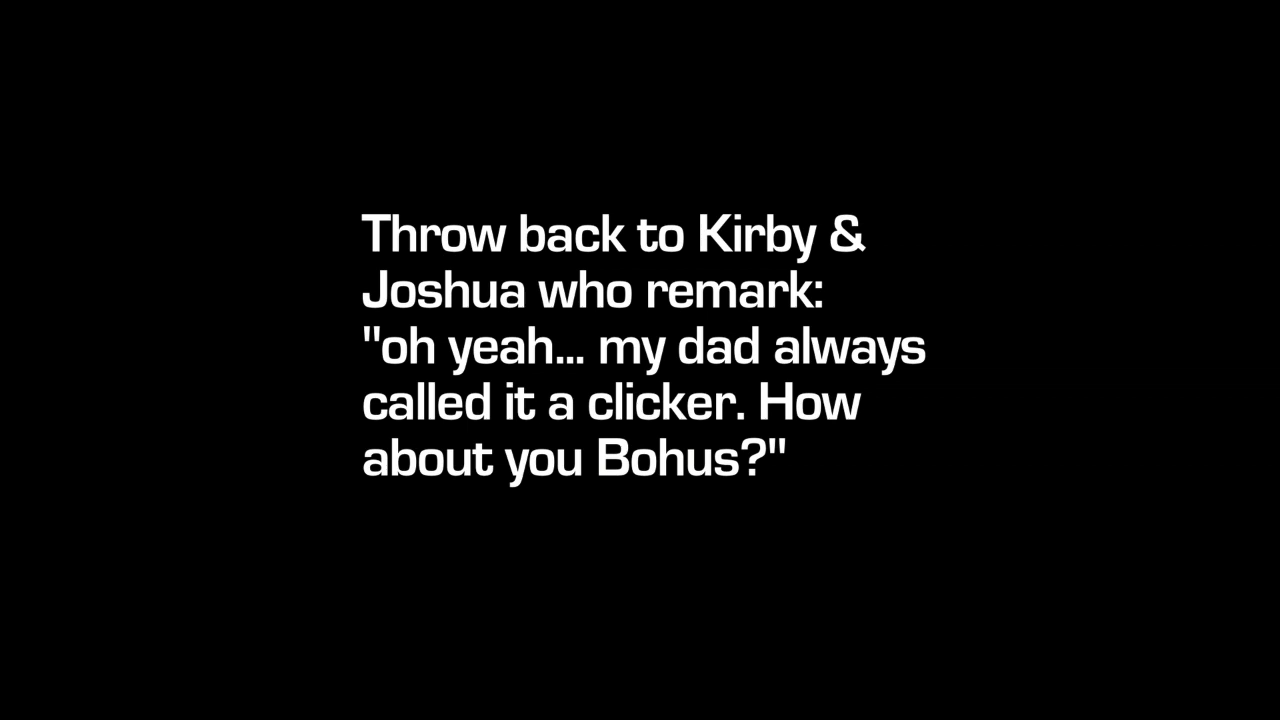 Throw back to Kirby &
Joshua who remark:
"oh yeah... my dad always
called it a clicker. How
about you Bohus?"